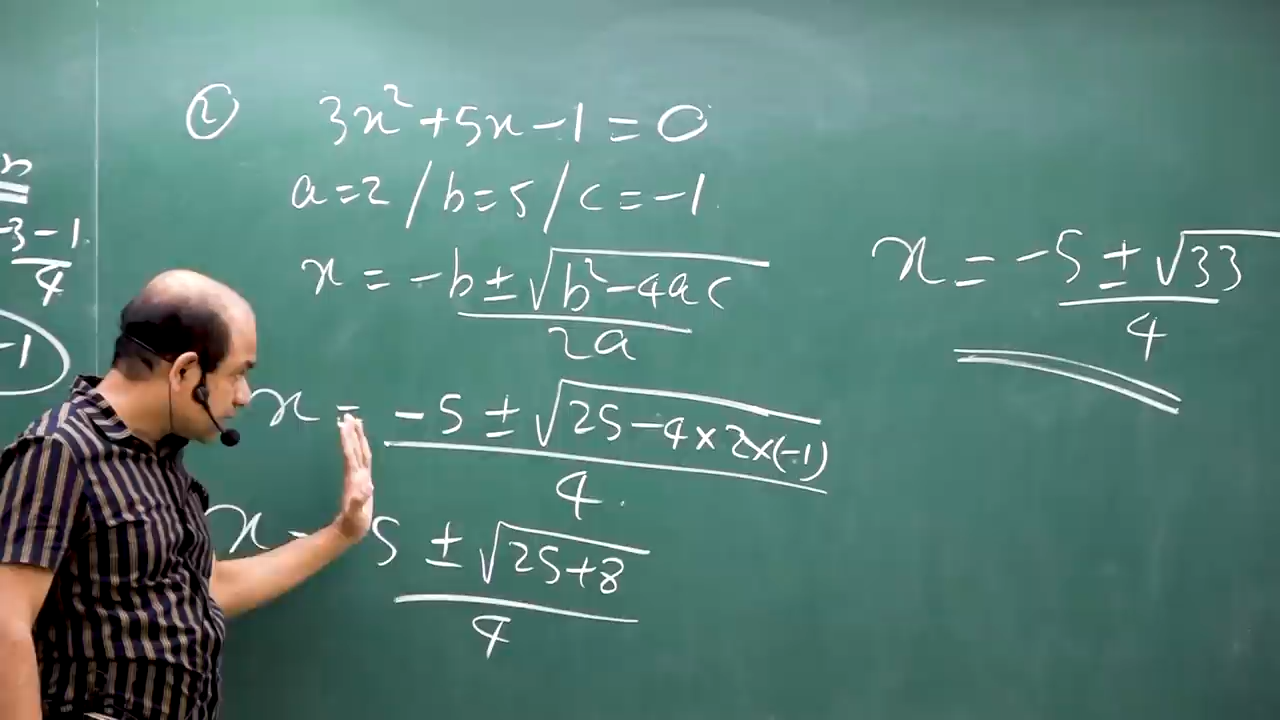 ② 3x² + 5x - 1 = 0
a = 2 / b = 5 / c = -1.
x = (-b ± √(b² - 4ac)) / 2a
x = (-5 ± √(25 - 4 × 2 × (-1))) / 4.
x - 5 ± √(25 + 8) / 4
x = (-5 ± √33) / 4
-3 - 1 / 4
-1